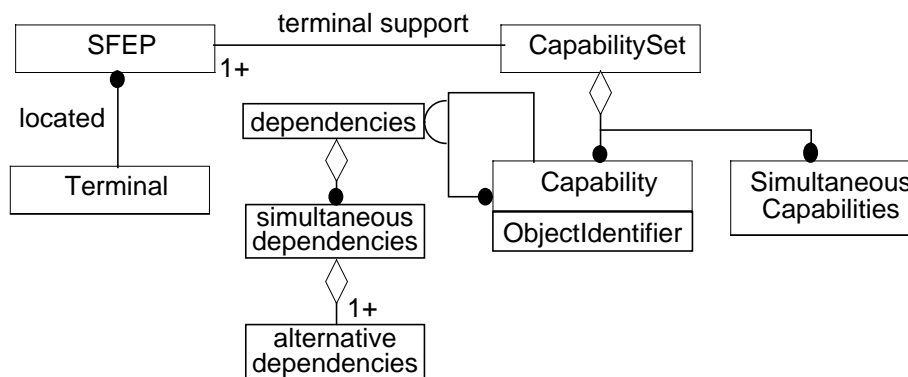 terminal support
SFEP
CapabilitySet
1+
located
dependencies
Terminal
Capability
Simultaneous
Capabilities
simultaneous
dependencies
ObjectIdentifier
1+
alternative
dependencies